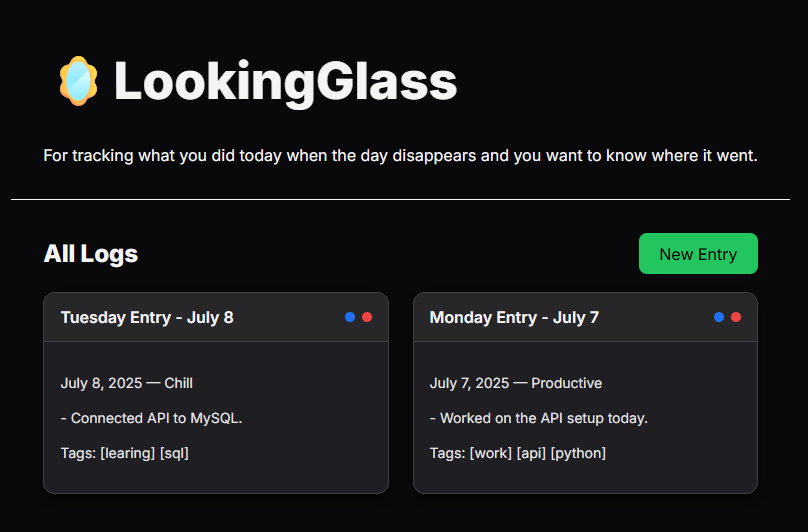 LookingGlass
For tracking what you did today when the day disappears and you want to know where it went.
All Logs
New Entry
Tuesday Entry - July 8
July 8, 2025 — Chill
- Connected API to MySQL.
Tags: [learing] [sql]
Monday Entry - July 7
July 7, 2025 — Productive
- Worked on the API setup today.
Tags: [work] [api] [python]